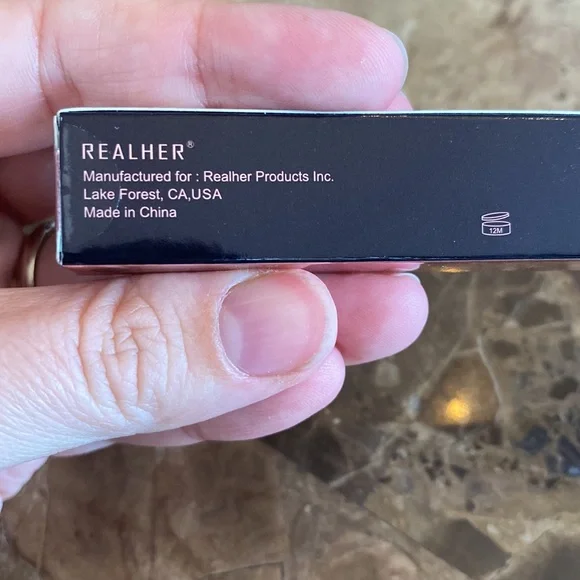 REALHER®
Manufactured for : Realher Products Inc.
Lake Forest, CA,USA
Made in China
12M